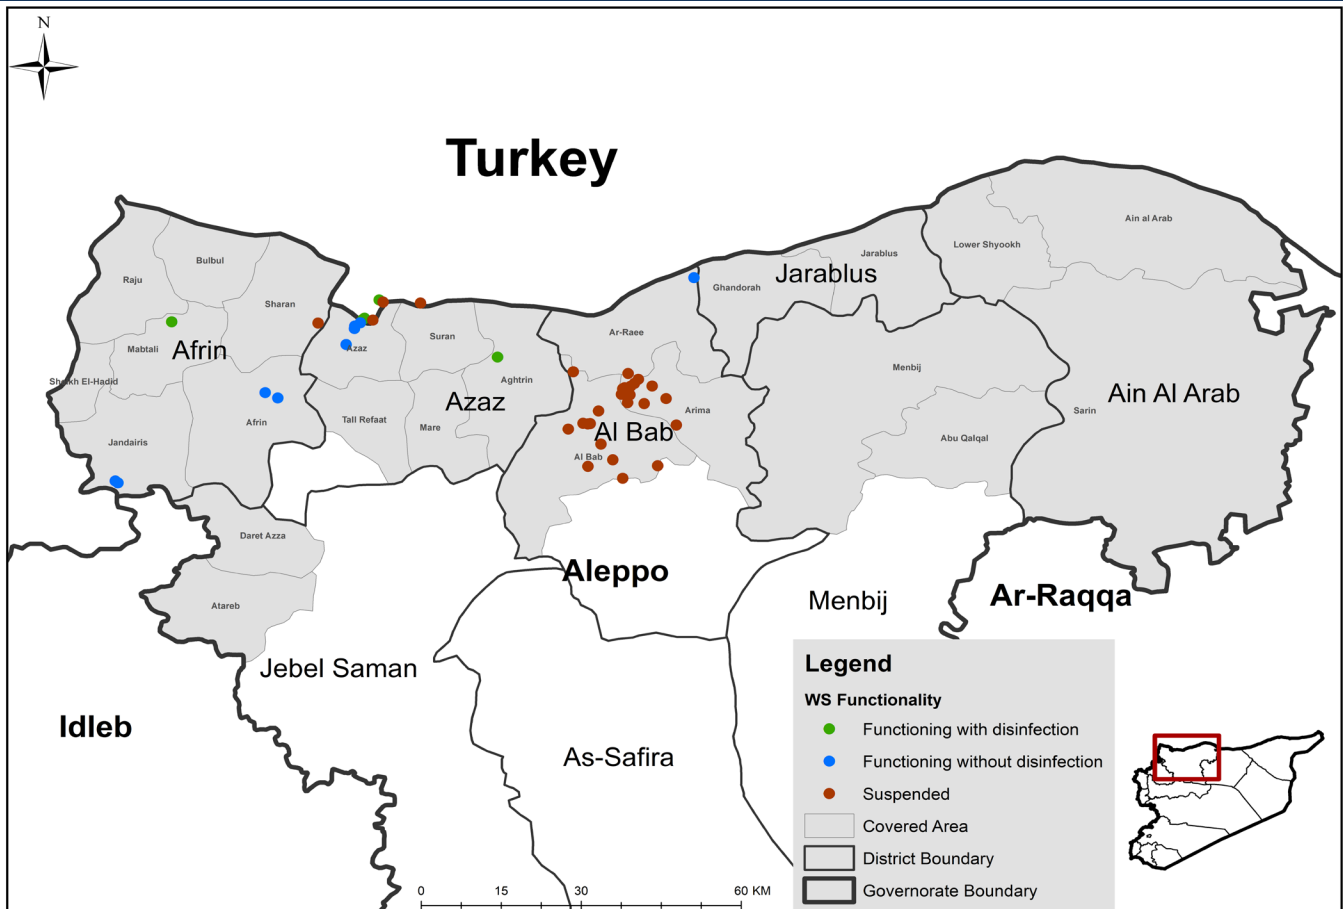 N
Turkey
Ain al Arab
Lower Shyookh
Jarablus
Bulbul
Raju
Jarablus
Ghandorah
Sharan
Ar-Raee
Suran
Azaz
Mabtali
Afrin
Menbij
Aghtrin
Sheikh El-Hadid
Ain Al Arab
Azaz
Arima
Sarin
Tall Refaat
Afrin
Mare
Al Bab
Abu Qalqal
Jandairis
Al Bab
Daret Azza
Aleppo
Ar-Raqqa
Menbij
Atareb
Jebel Saman
Idleb
As-Safira
Legend
WS Functionality
Functioning with disinfection
Functioning without disinfection
Suspended
Covered Area
District Boundary
Governorate Boundary
0 15 30 60 KM